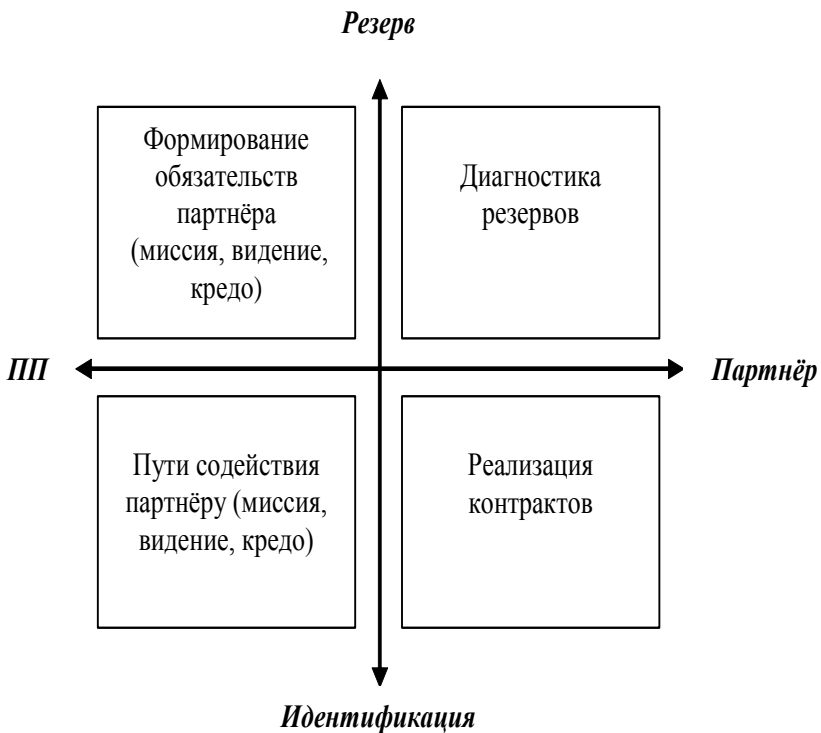 Резерв
Формирование
обязательств
партнёра
(миссия, видение,
кредо)
Диагностика
резервов
ПП
Партнёр
Пути содействия
партнёру (миссия,
видение, кредо)
Реализация
контрактов
Идентификация